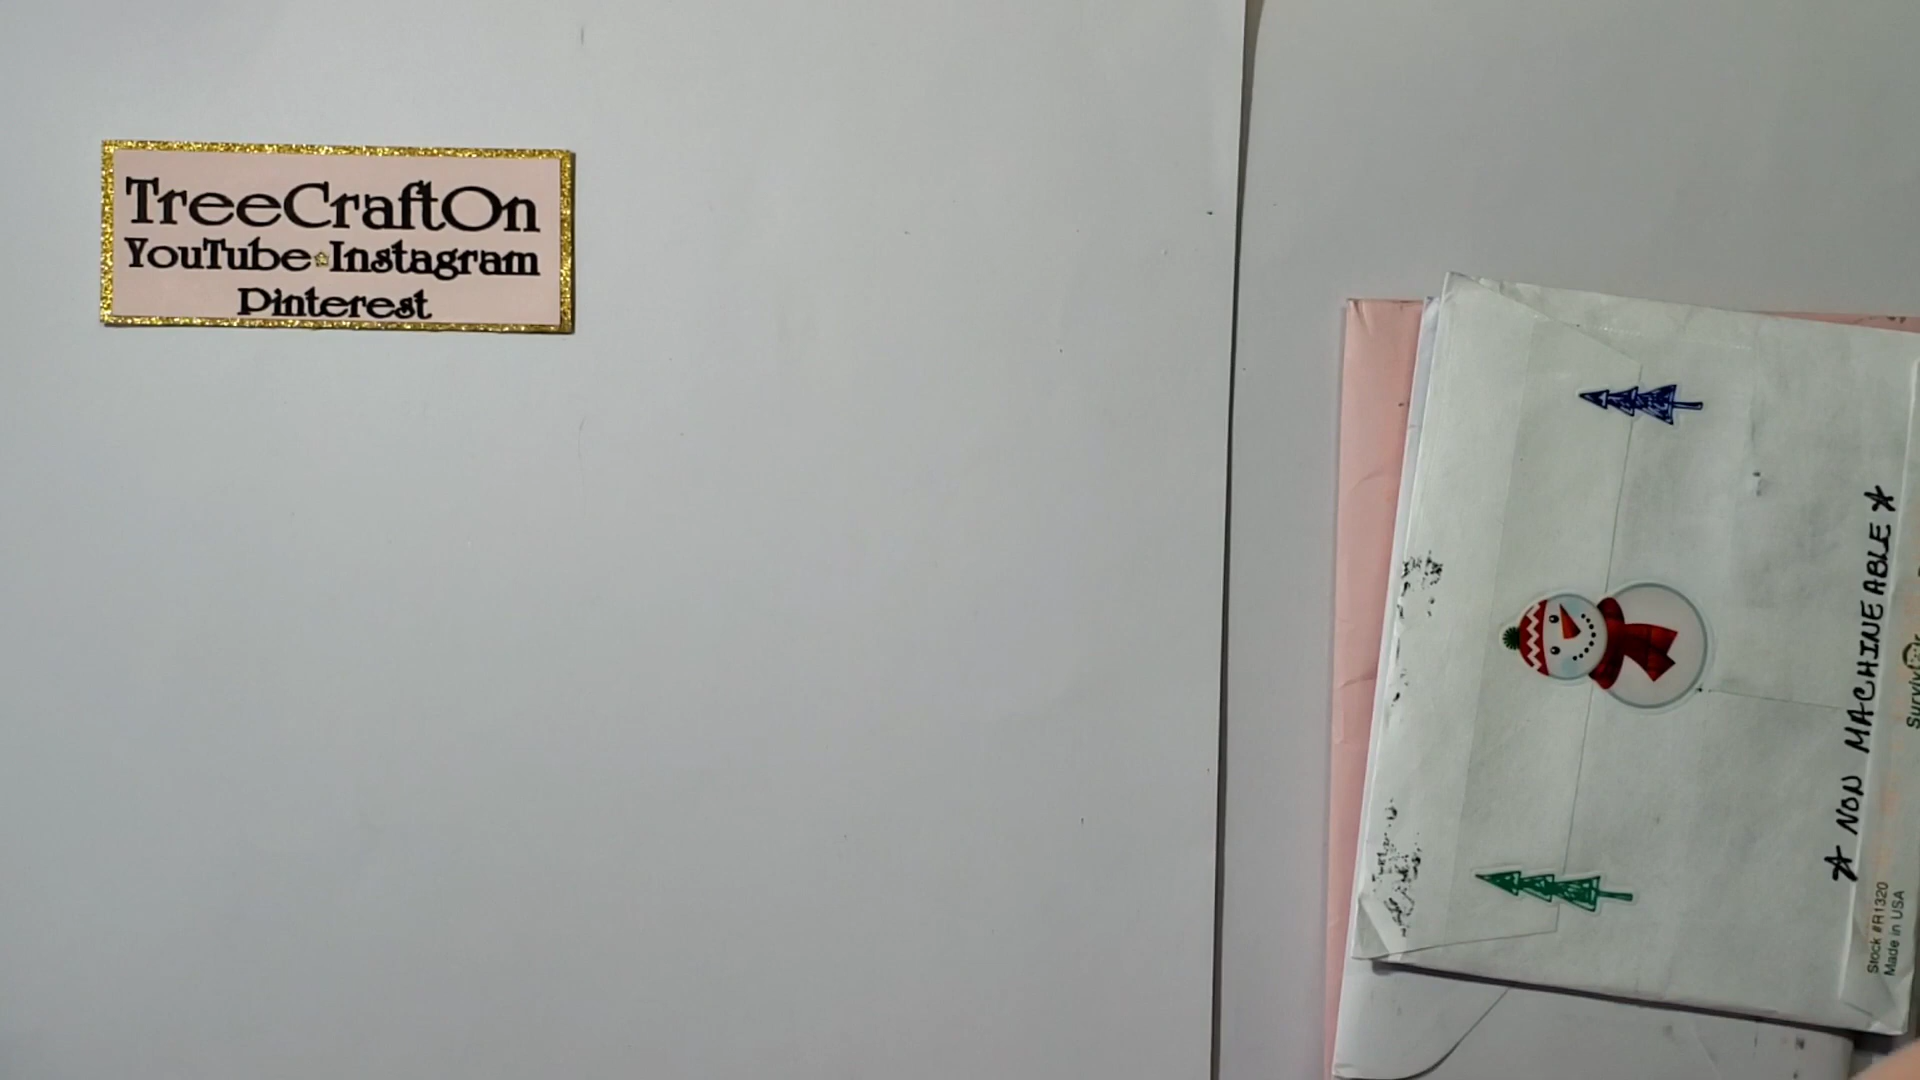 TreeCraftOn
YouTube☆Instagram
Pinterest
☆ NON MACHINEABLE ☆
Stock #R1320
Made in USA